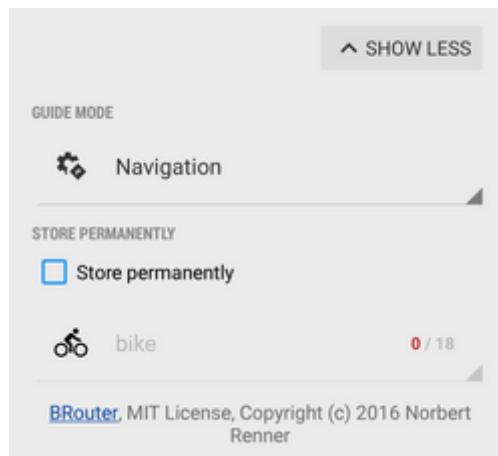 SHOW LESS
GUIDE MODE
Navigation
STORE PERMANENTLY
Store permanently
bike 0 / 18
BRouter, MIT License, Copyright (c) 2016 Norbert
Renner